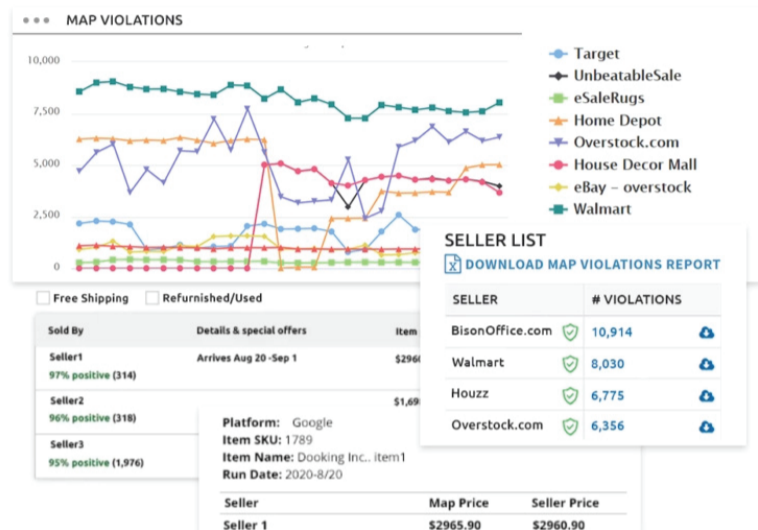 MAP VIOLATIONS
10,000
7,500
5,000
2,500
0
Target
UnbeatableSale
eSaleRugs
Home Depot
Overstock.com
House Decor Mall
eBay – overstock
Walmart
SELLER LIST
DOWNLOAD MAP VIOLATIONS REPORT
SELLER # VIOLATIONS
BisonOffice.com 10,914
Walmart 8,030
Houzz 6,775
Overstock.com 6,356
Free Shipping Refurnished/Used
Sold By Details & special offers Item
Seller1 Arrives Aug 20 -Sep 1 $296
97% positive (314)
Seller2 $1,69
96% positive (318)
Seller3
95% positive (1,976)
Platform: Google
Item SKU: 1789
Item Name: Dooking Inc.. item1
Run Date: 2020-8/20
Seller Map Price Seller Price
Seller 1 $2965.90 $2960.90